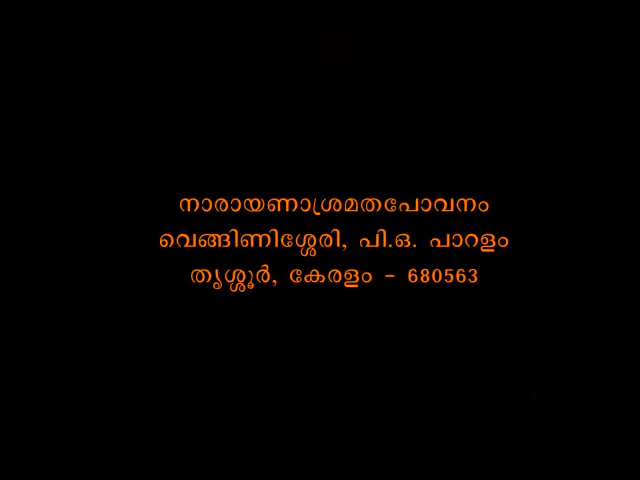 നാരായണാശ്രമതപോവനം
വെങ്ങിണിശ്ശേരി, പി.ഒ. പാറളം
തൃശ്ശൂർ, കേരളം - 680563